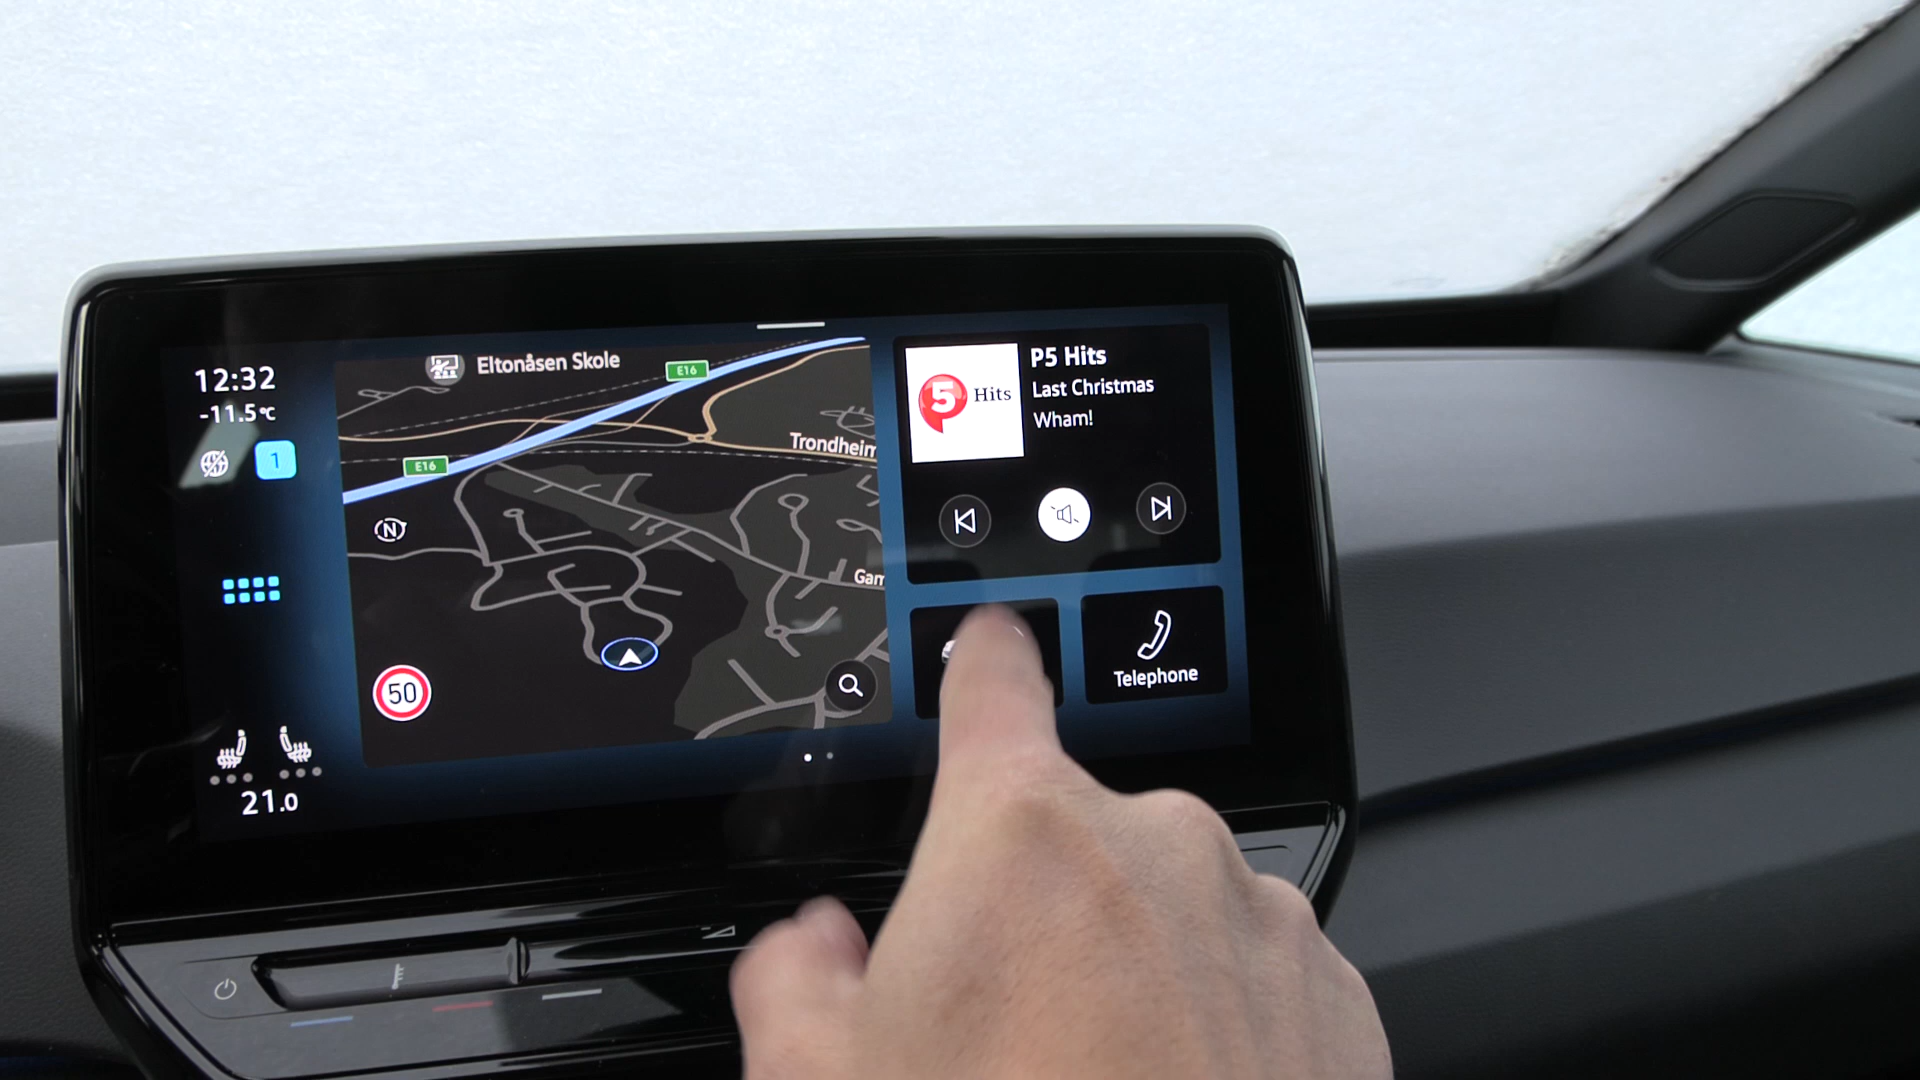 12:32
-11.5°C
1
Eltonåsen Skole
E16
E16
Trondheim
N
Gam
50
21.0
5 Hits
P5 Hits
Last Christmas
Wham!
Telephone